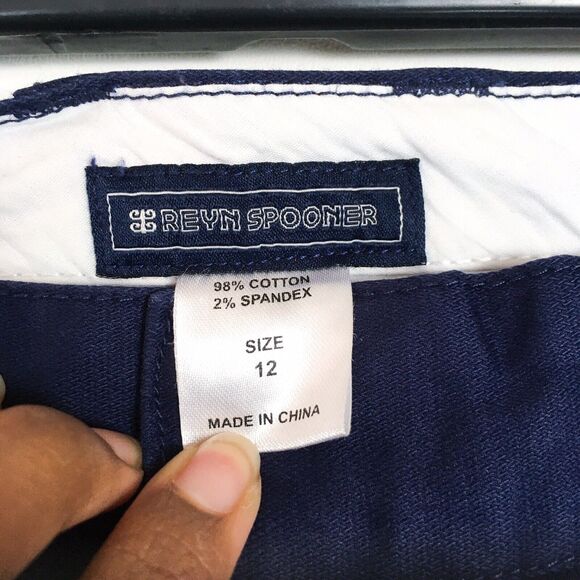 REYN SPOONER
98% COTTON
2% SPANDEX
SIZE
12
MADE IN CHINA